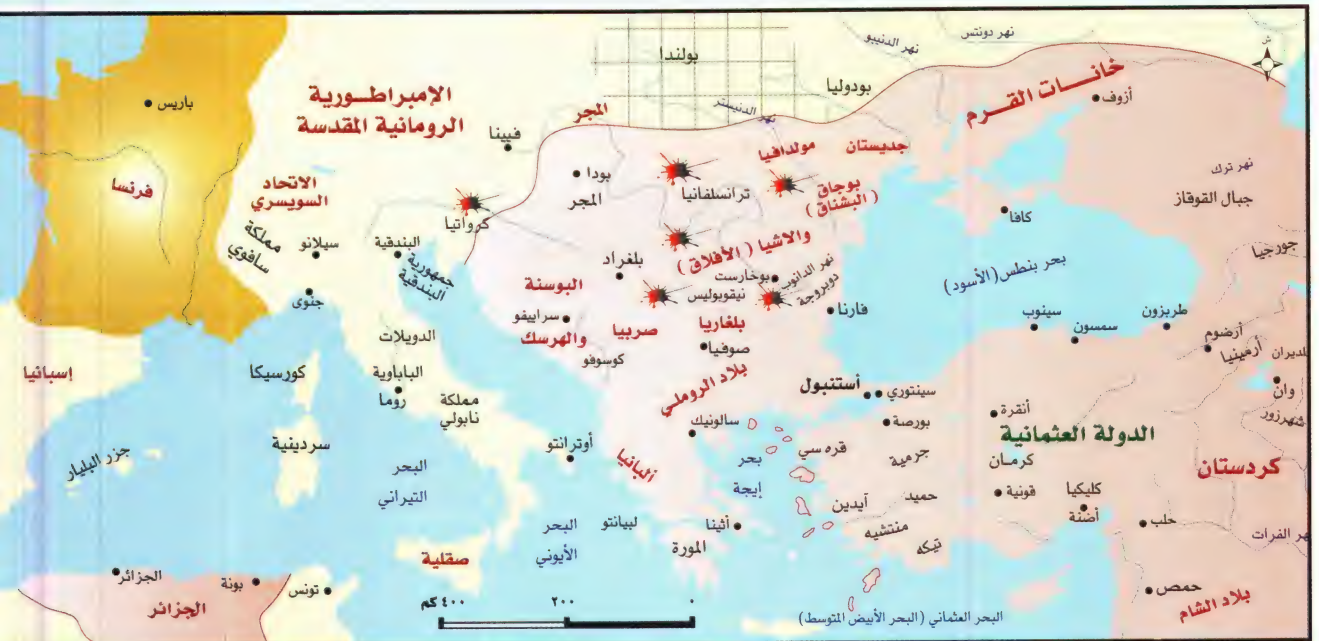 ش
نهر دونتس
نهر الدنيبو
بولندا
بودوليا
خانات القرم
أزوف
باريس
الإمبراطورية
الرومانية المقدسة
المجر
نهر الدنيستر
فيينا
مولدافيا
جديستان
نهر ترك
جبال القوقاز
فرنسا
الاتحاد
السويسري
بودا
المجر
ترانسلفانيا
بوجاق
(البشناق)
كافا
كرواتيا
مملكة
سافوي
سيلانو
البندقية
جمهورية
البندقية
والاشيا (الأفلاق)
جورجيا
بلغراد
بوخارست
نهر الدانوب
دوبروجة
بحر بنطس(الأسود)
جنوى
البوسنة
نيقوبوليس
فارنا
سينوب
سمسون
طربزون
سراييفو
والهرسك
صربيا
بلغاريا
صوفيا
أرضوم
أرمينيا
لديران
الدويلات
كوسوفو
إسبانيا
كورسيكا
البابوية
روما
مملكة
نابولي
بلاد الروملي
أستنبول
سينتوري
وان
شهرزور
أنقرة
بورصة
الدولة العثمانية
سالونيك
سردينية
أوترانتو
قره سي
جرمية
كرمان
كردستان
جزر البليار
البحر
التيراني
ألبانيا
بحر
إيجة
آيدين
حميد
قونية
كليكيا
أضنة
البحر
الأيوني
ليبانتو
أثينا
المورة
منتشيه
تيكه
حلب
هر الفرات
صقلية
الجزائر
بونة
تونس
الجزائر
٤٠٠ كم
٢٠٠
٠
البحر العثماني (البحر الأبيض المتوسط)
حمص
بلاد الشام